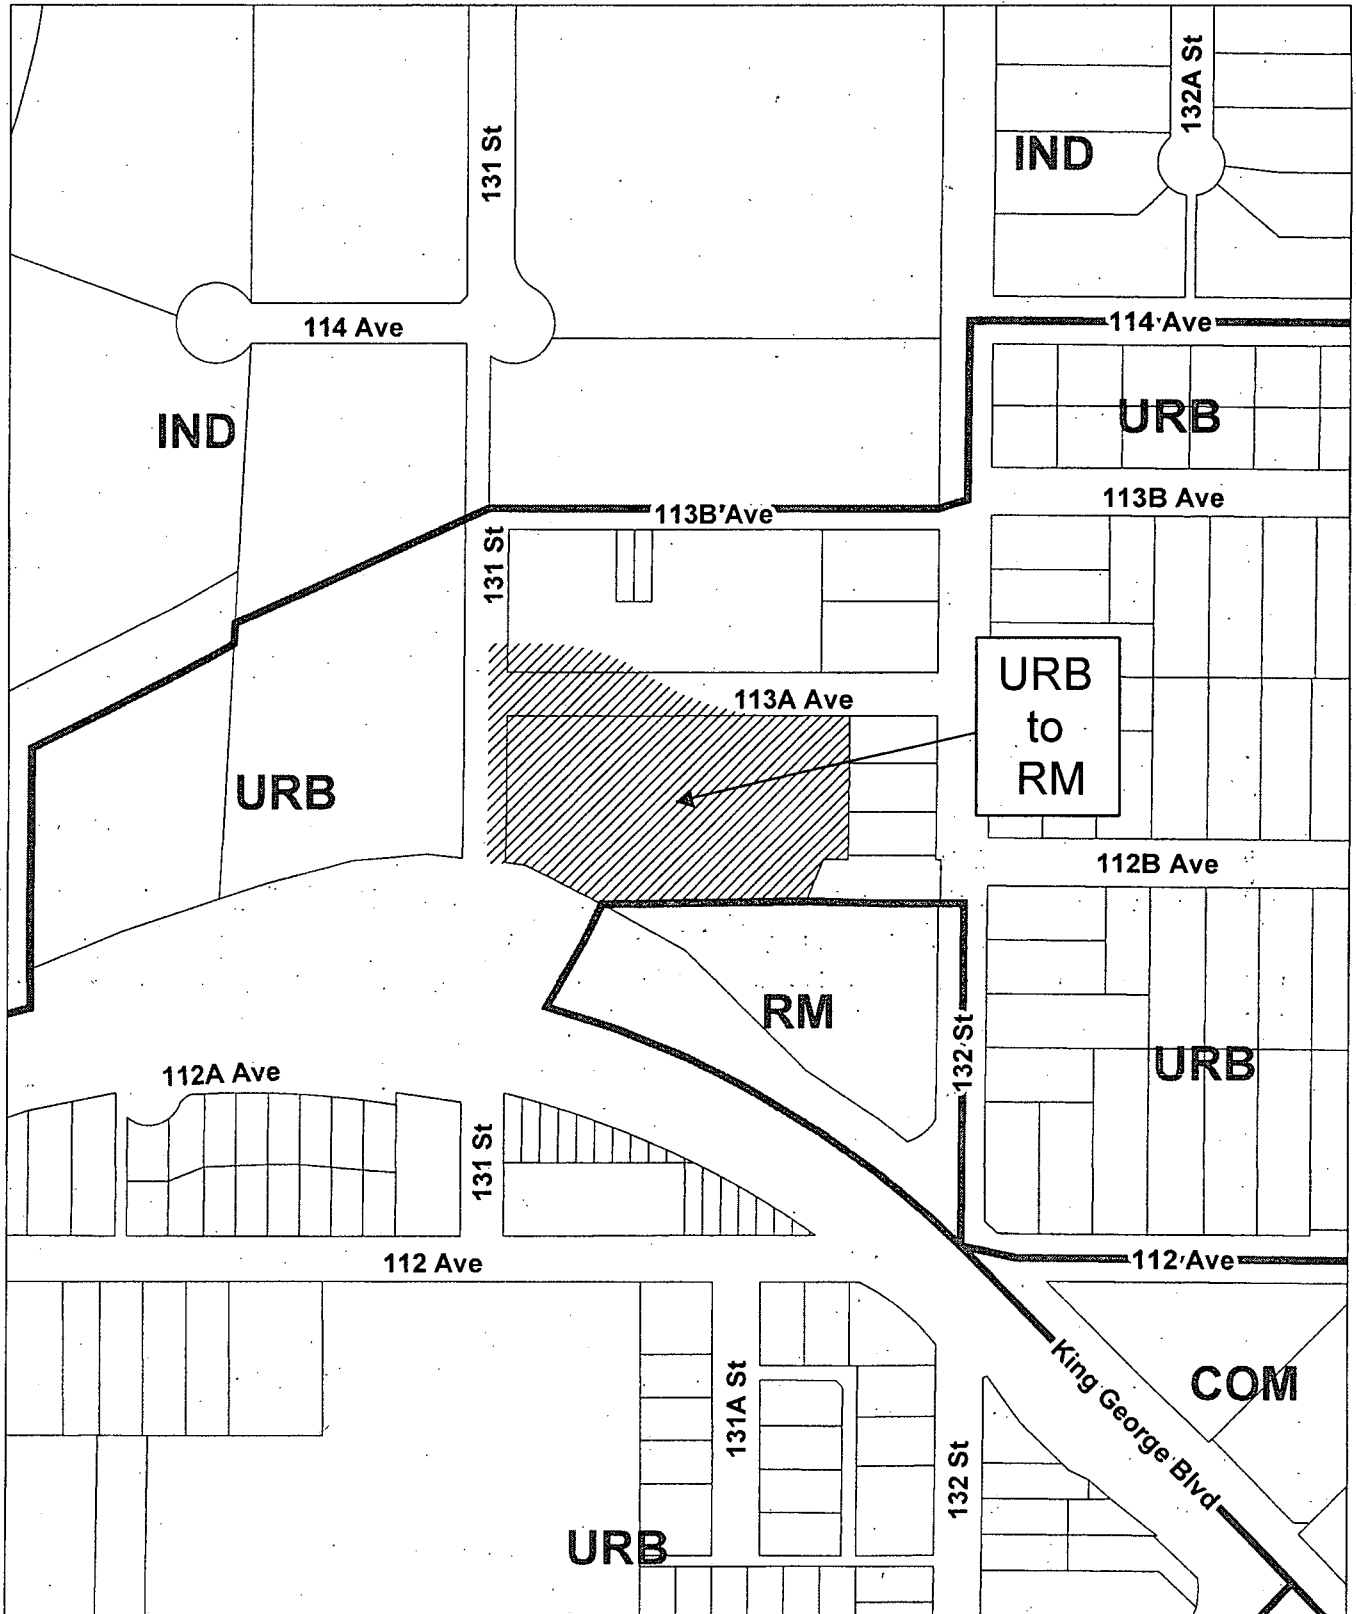 132A St
IND
131 St
114 Ave
114 Ave
URB
IND
113B Ave
113B Ave
131 St
URB
to
RM
113A Ave
URB
112B Ave
RM
132 St
URB
112A Ave
131 St
112 Ave
112 Ave
King George Blvd
COM
131A St
132 St
URB